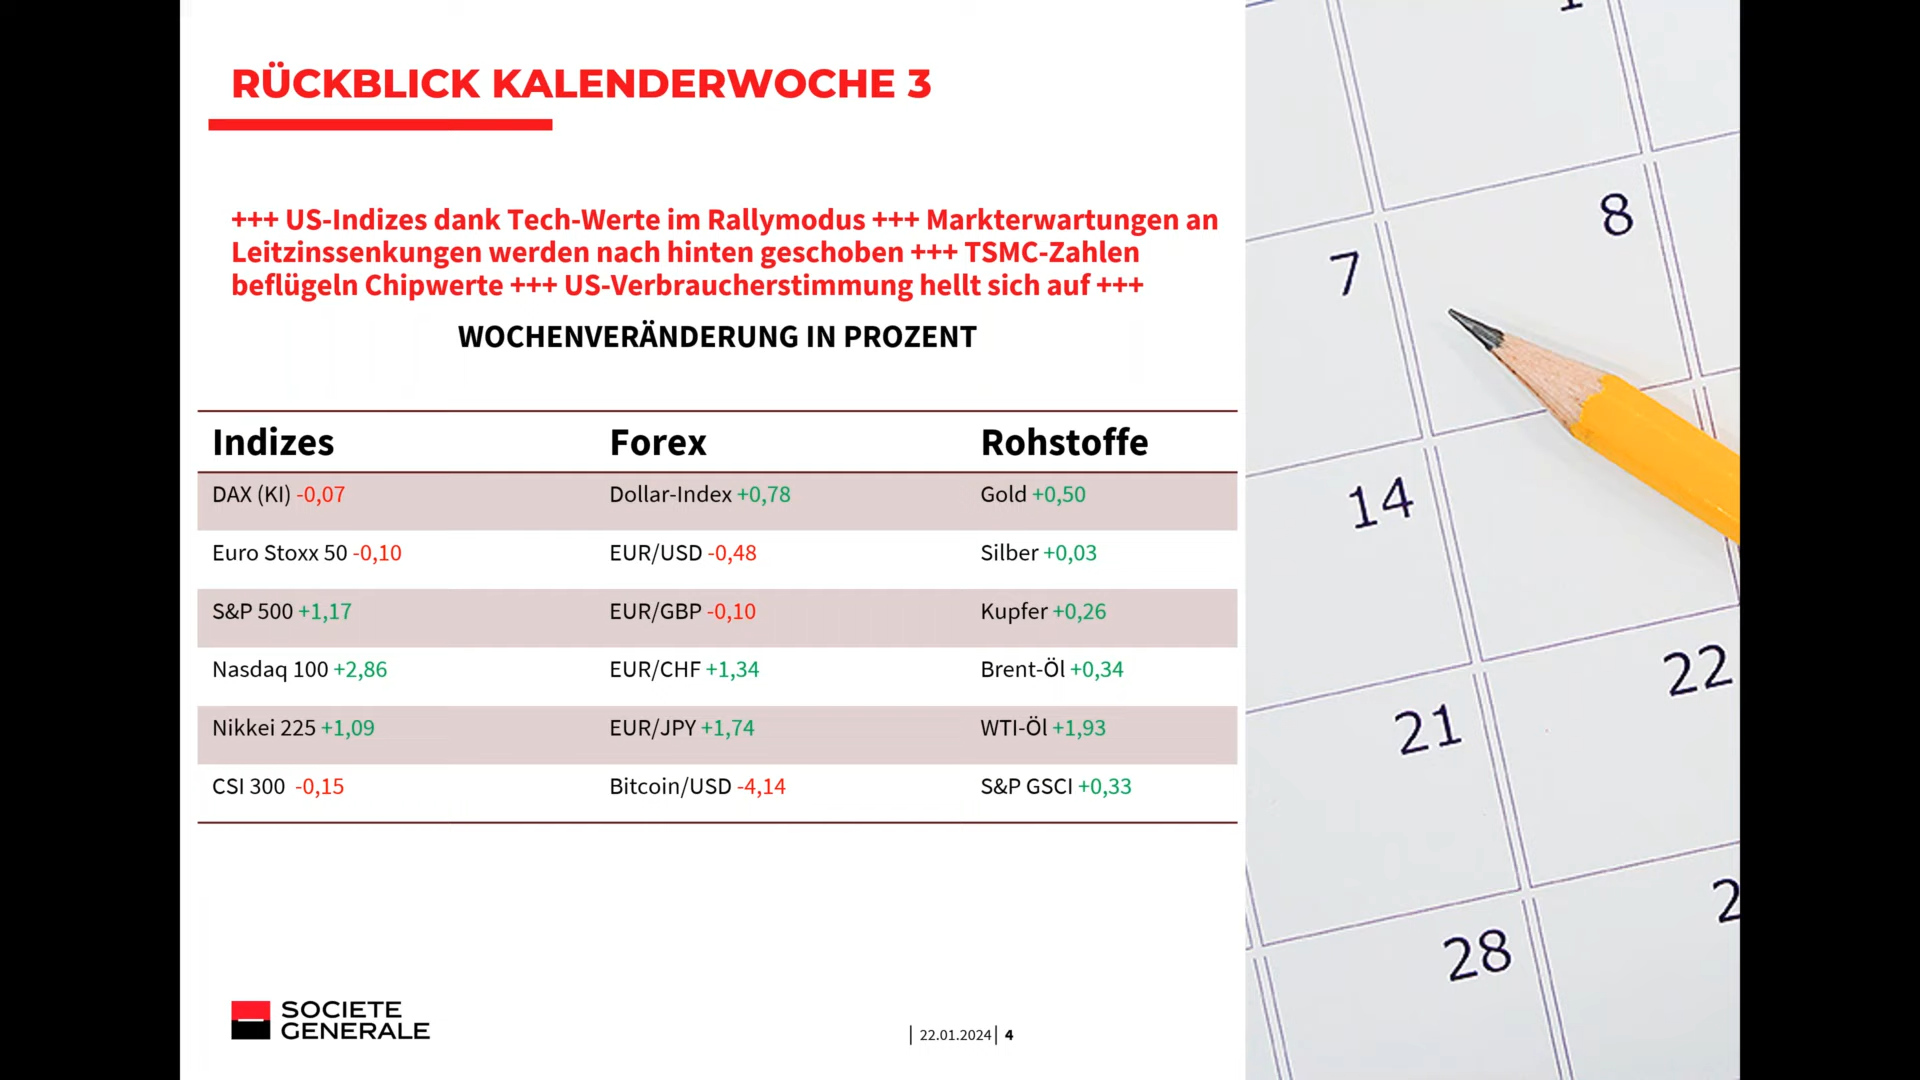 RÜCKBLICK KALENDERWOCHE 3
+++ US-Indizes dank Tech-Werte im Rallymodus +++ Markterwartungen an
Leitzinssenkungen werden nach hinten geschoben +++ TSMC-Zahlen
beflügeln Chipwerte +++ US-Verbraucherstimmung hellt sich auf +++
WOCHENVERÄNDERUNG IN PROZENT
Indizes Forex Rohstoffe
DAX (KI) -0,07 Dollar-Index +0,78 Gold +0,50
Euro Stoxx 50 -0,10 EUR/USD -0,48 Silber +0,03
S&P 500 +1,17 EUR/GBP -0,10 Kupfer +0,26
Nasdaq 100 +2,86 EUR/CHF +1,34 Brent-Öl +0,34
Nikkei 225 +1,09 EUR/JPY +1,74 WTI-Öl +1,93
CSI 300 -0,15 Bitcoin/USD -4,14 S&P GSCI +0,33
SOCIETE
GENERALE
| 22.01.2024 | 4
7 8
14
21 22
28